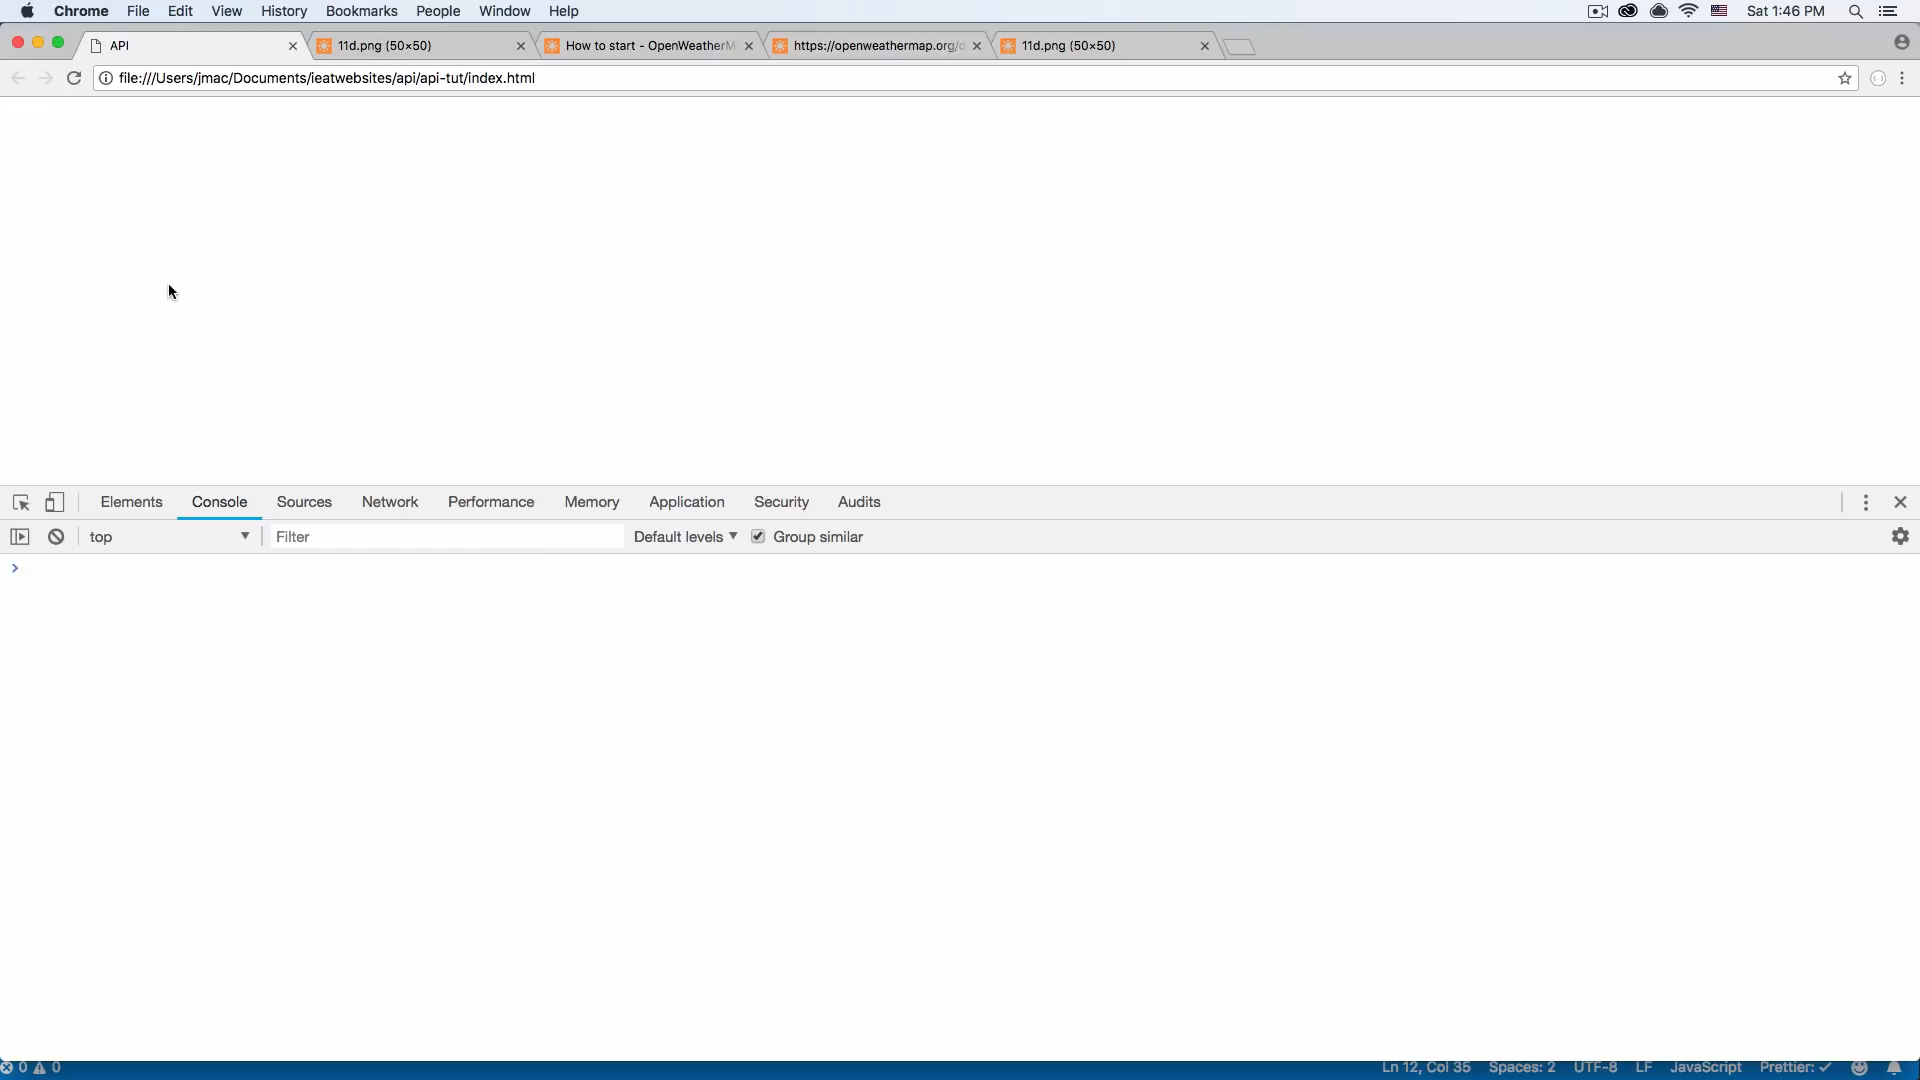 Chrome File Edit View History Bookmarks People Window Help Sat 1:46 PM
API 11d.png (50×50) How to start - OpenWeatherM https://openweathermap.org/d 11d.png (50×50)
file:///Users/jmac/Documents/ieatwebsites/api/api-tut/index.html
Elements Console Sources Network Performance Memory Application Security Audits
top Filter Default levels Group similar
0 0 Ln 12, Col 35 Spaces: 2 UTF-8 LF JavaScript Prettier: ✓